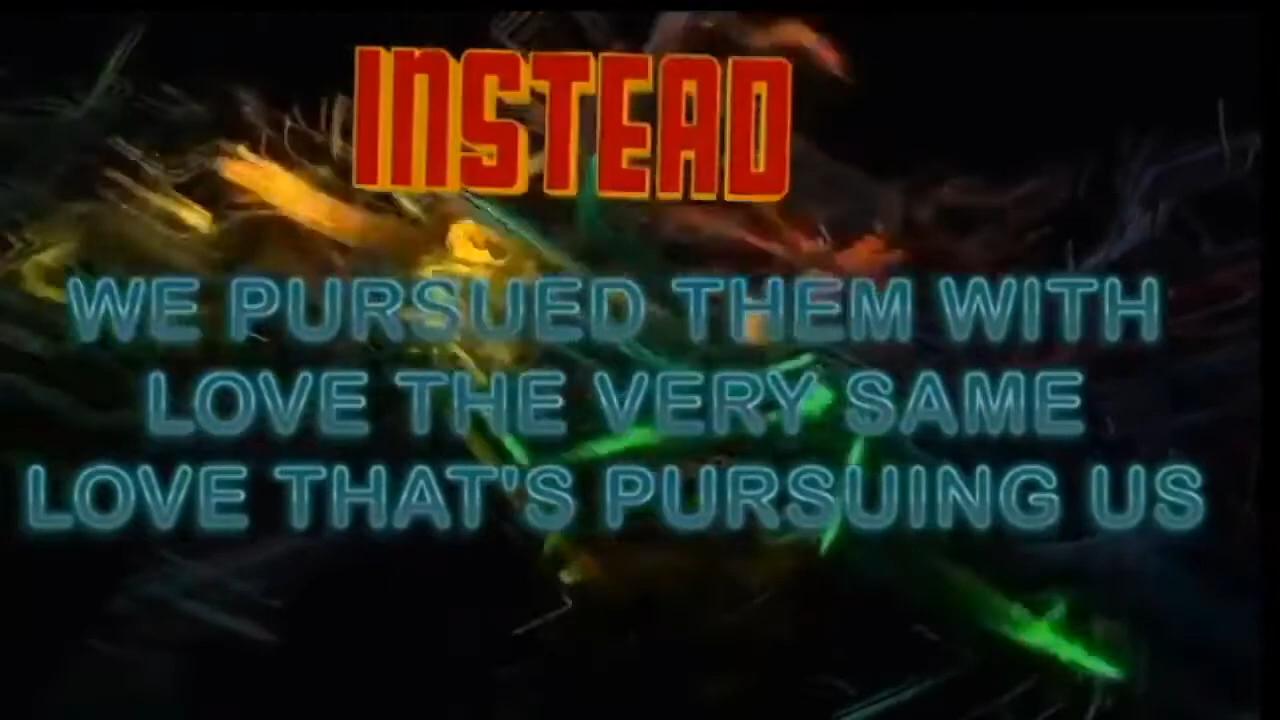 INSTEAD
WE PURSUED THEM WITH
LOVE THE VERY SAME
LOVE THAT'S PURSUING US